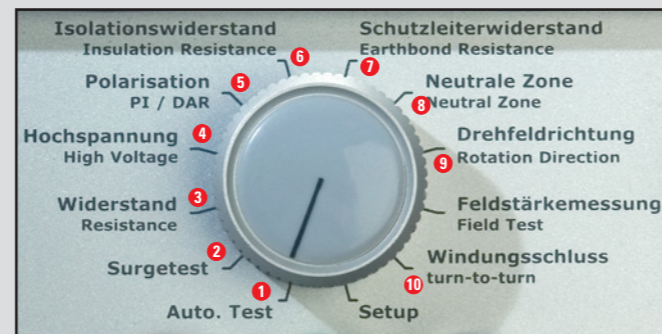 Isolationswiderstand
Insulation Resistance
6
Schutzleiterwiderstand
Earthbond Resistance
7
Polarisation
PI / DAR
5
Neutrale Zone
Neutral Zone
8
Hochspannung
High Voltage
4
Drehfeldrichtung
Rotation Direction
9
Widerstand
Resistance
3
Feldstärkemessung
Field Test
Surgetest
2
Windungsschluss
turn-to-turn
10
Auto. Test
1
Setup